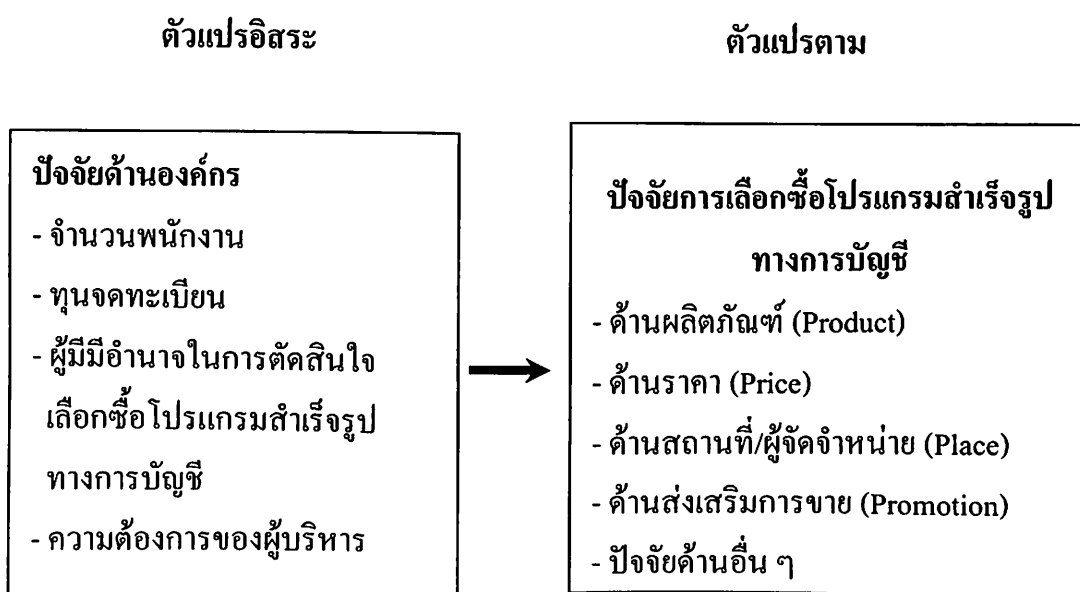 ตัวแปรอิสระ
ตัวแปรตาม
ปัจจัยด้านองค์กร
- จำนวนพนักงาน
- ทุนจดทะเบียน
- ผู้มีมีอำนาจในการตัดสินใจ
เลือกซื้อโปรแกรมสำเร็จรูป
ทางการบัญชี
- ความต้องการของผู้บริหาร
ปัจจัยการเลือกซื้อโปรแกรมสำเร็จรูป
ทางการบัญชี
- ด้านผลิตภัณฑ์ (Product)
- ด้านราคา (Price)
- ด้านสถานที่/ผู้จัดจำหน่าย (Place)
- ด้านส่งเสริมการขาย (Promotion)
- ปัจจัยด้านอื่น ๆ